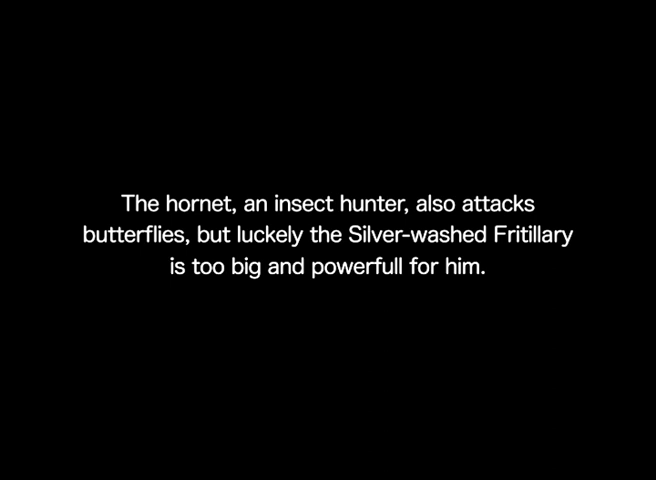 The hornet, an insect hunter, also attacks
butterflies, but luckely the Silver-washed Fritillary
is too big and powerfull for him.